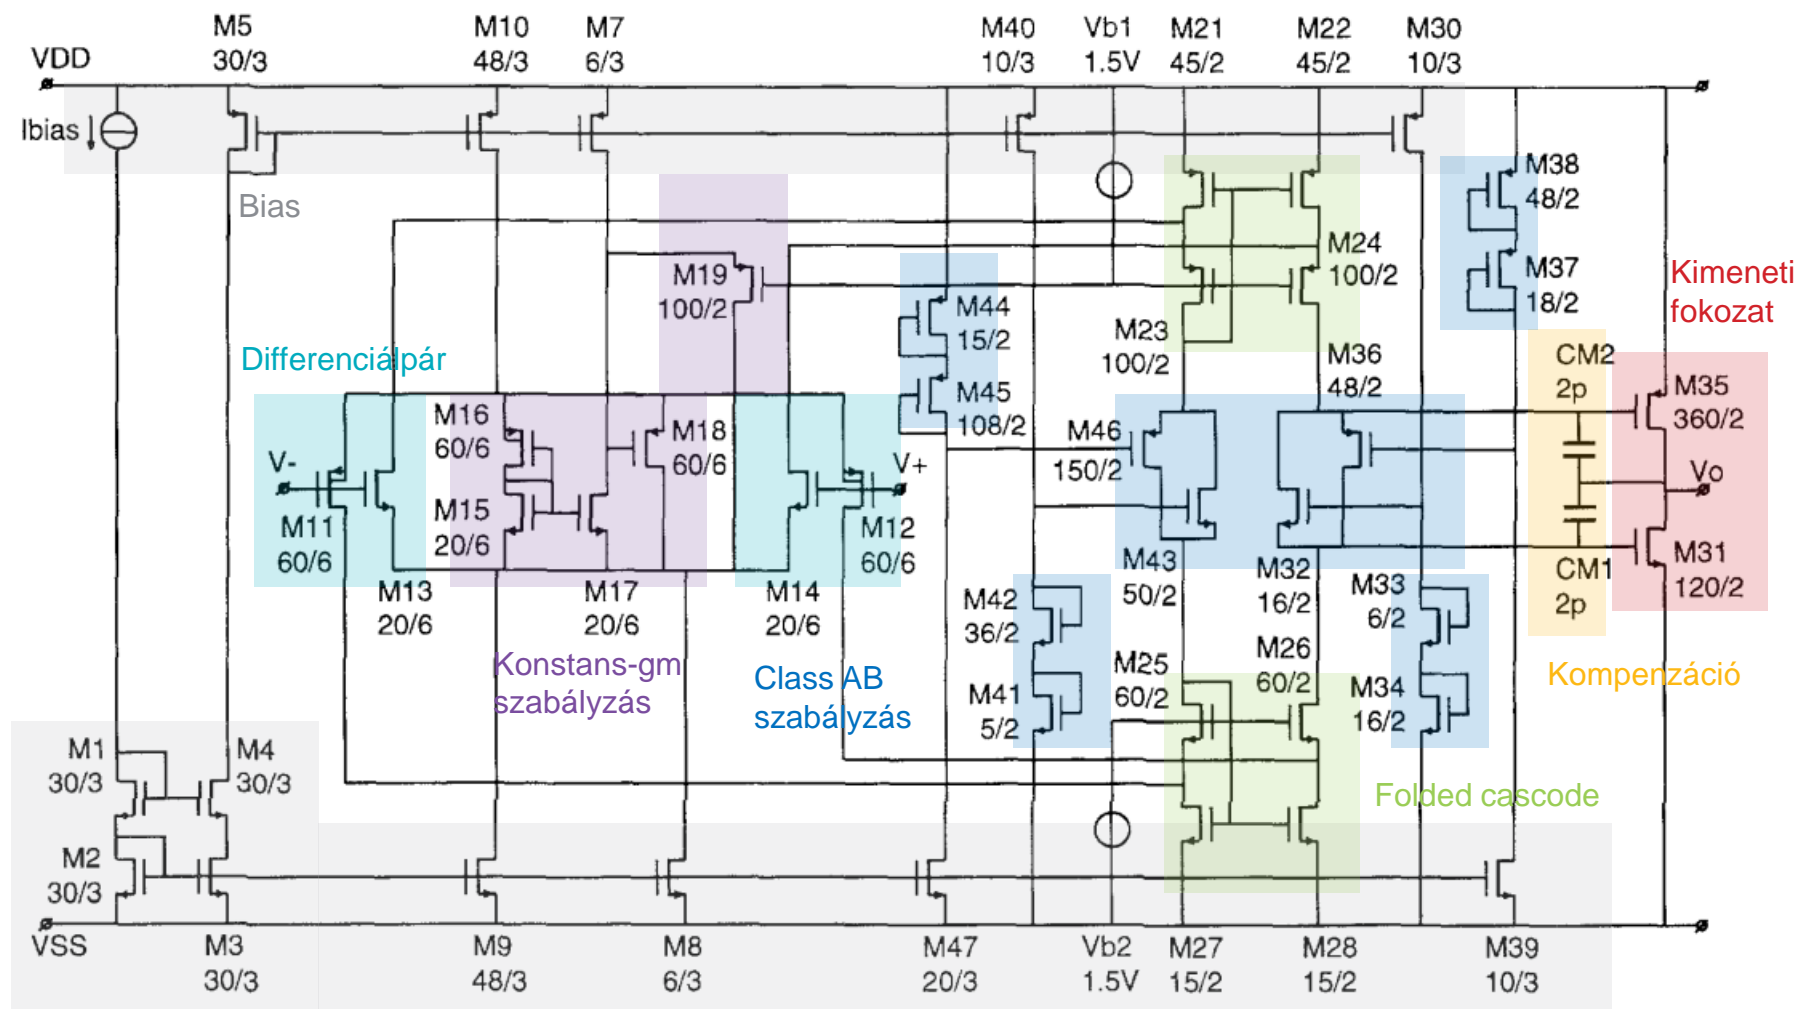 M5
30/3
M10
48/3
M7
6/3
M40
10/3
Vb1
1.5V
M21
45/2
M22
45/2
M30
10/3
VDD
Ibias
Bias
M38
48/2
M37
18/2
M19
100/2
M24
100/2
M23
100/2
M44
15/2
M45
108/2
Kimeneti
fokozat
Differenciálpár
M36
48/2
CM2
2p
M35
360/2
M16
60/6
M18
60/6
M46
150/2
V-
V+
Vo
M11
60/6
M15
20/6
M12
60/6
M13
20/6
M17
20/6
M14
20/6
M43
50/2
M32
16/2
M33
6/2
CM1
2p
M31
120/2
M42
36/2
M41
5/2
M25
60/2
M26
60/2
M34
16/2
Konstans-gm
szabályzás
Class AB
szabályzás
Kompenzáció
M1
30/3
M4
30/3
Folded cascode
M2
30/3
VSS
M3
30/3
M9
48/3
M8
6/3
M47
20/3
Vb2
1.5V
M27
15/2
M28
15/2
M39
10/3